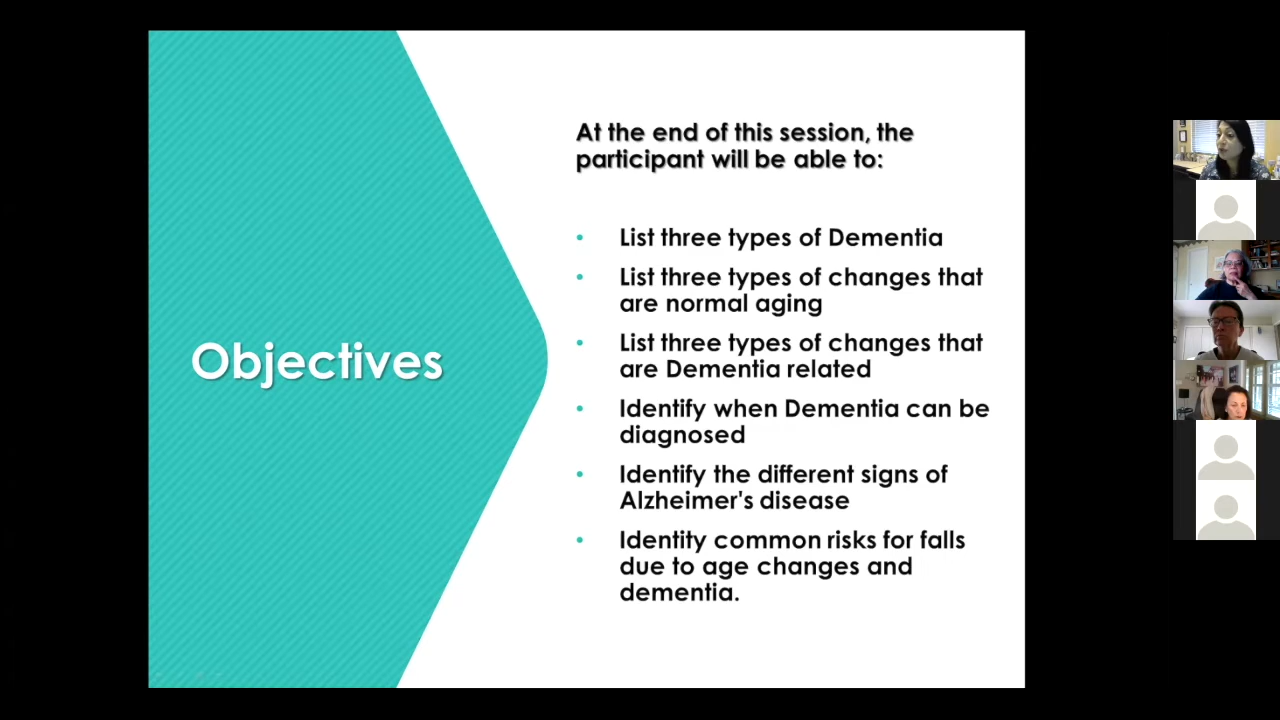 Objectives
At the end of this session, the
participant will be able to:
• List three types of Dementia
• List three types of changes that
are normal aging
• List three types of changes that
are Dementia related
• Identify when Dementia can be
diagnosed
• Identify the different signs of
Alzheimer's disease
• Identity common risks for falls
due to age changes and
dementia.